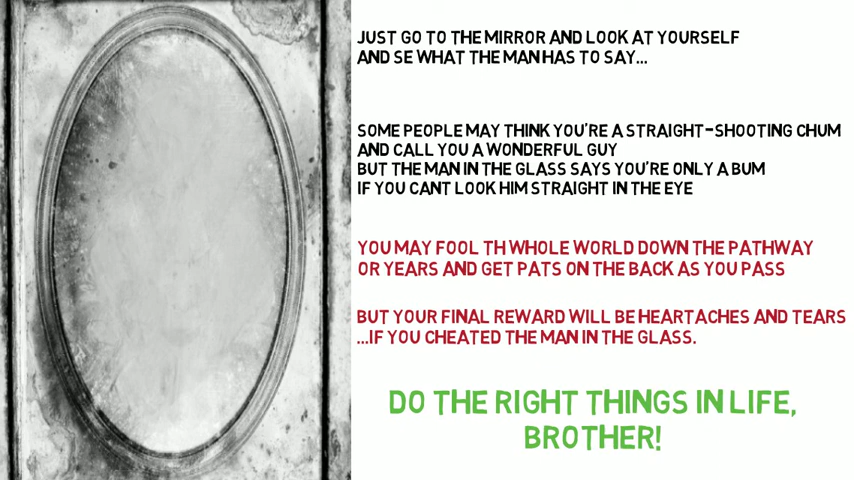 JUST GO TO THE MIRROR AND LOOK AT YOURSELF
AND SE WHAT THE MAN HAS TO SAY...
SOME PEOPLE MAY THINK YOU'RE A STRAIGHT-SHOOTING CHUM
AND CALL YOU A WONDERFUL GUY
BUT THE MAN IN THE GLASS SAYS YOU'RE ONLY A BUM
IF YOU CANT LOOK HIM STRAIGHT IN THE EYE
YOU MAY FOOL TH WHOLE WORLD DOWN THE PATHWAY
OR YEARS AND GET PATS ON THE BACK AS YOU PASS
BUT YOUR FINAL REWARD WILL BE HEARTACHES AND TEARS
...IF YOU CHEATED THE MAN IN THE GLASS.
DO THE RIGHT THINGS IN LIFE,
BROTHER!